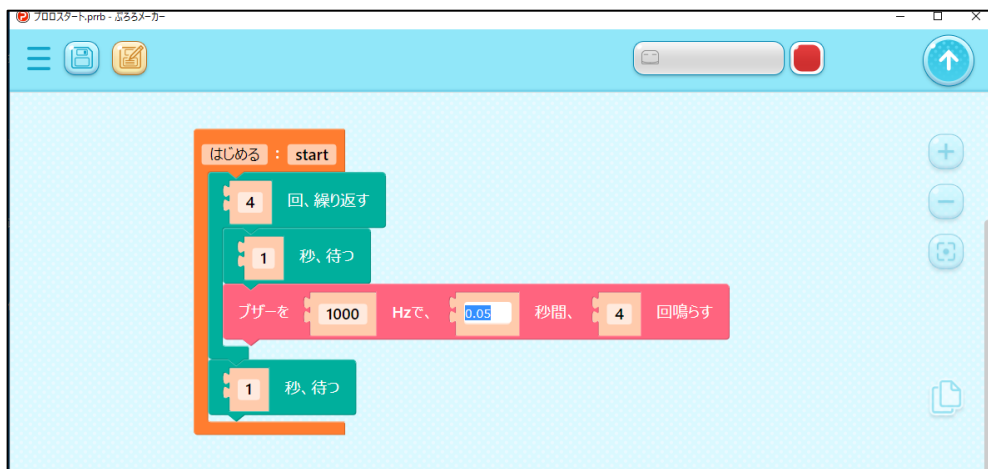 プロロスタート.prrb - ぷろろメーカー
はじめる : start
4 回、繰り返す
1 秒、待つ
ブザーを 1000 Hzで、 0.05 秒間、 4 回鳴らす
1 秒、待つ